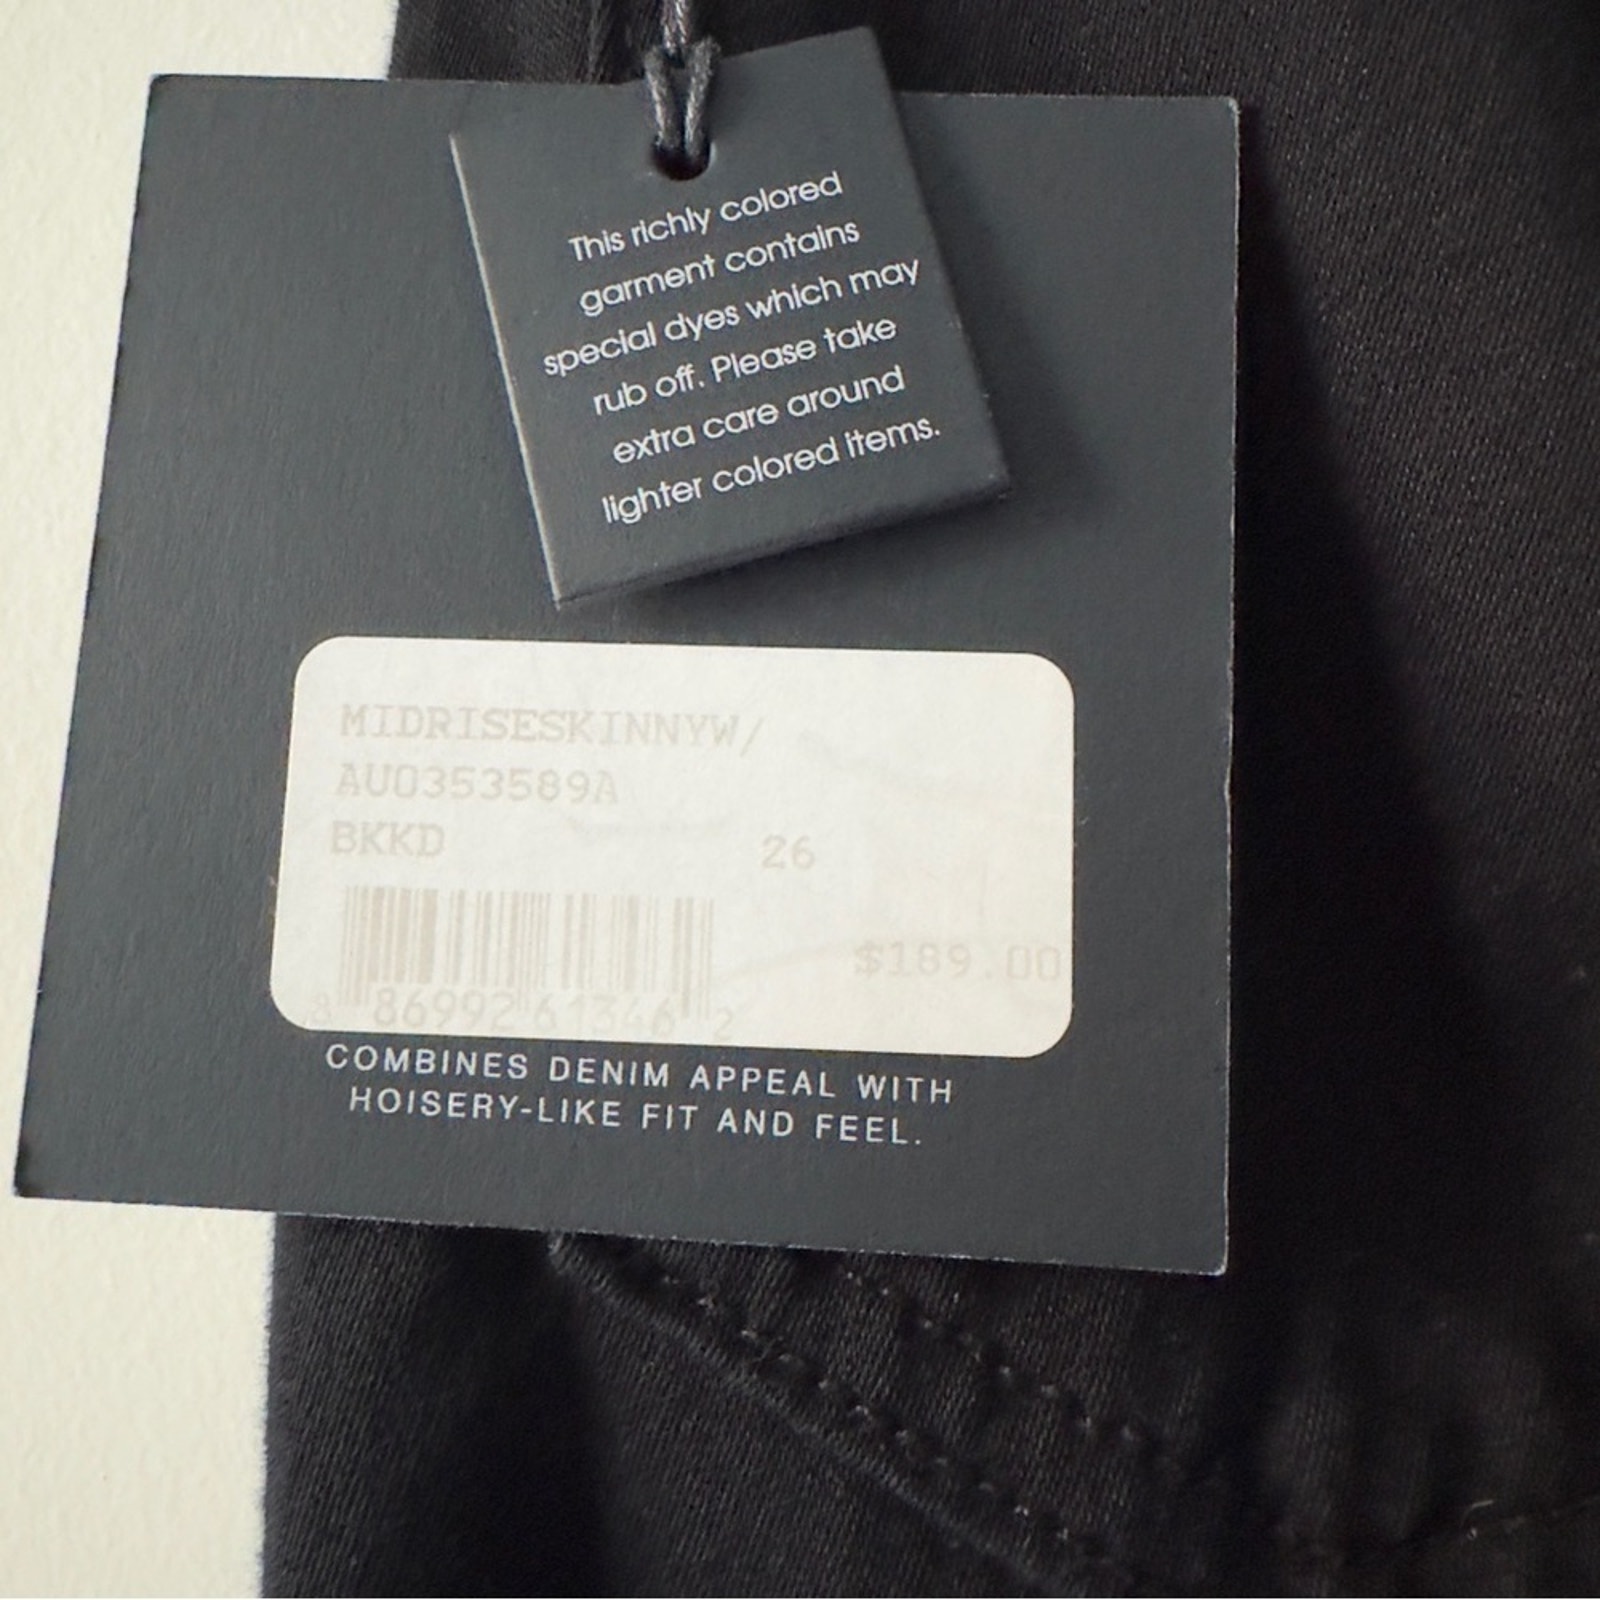 This richly colored
garment contains
special dyes which may
rub off. Please take
extra care around
lighter colored items.
MIDRISESKINNYW/
AU0353589A
BKKD 26
$189.00
8 86992 61346 2
COMBINES DENIM APPEAL WITH
HOISERY-LIKE FIT AND FEEL.